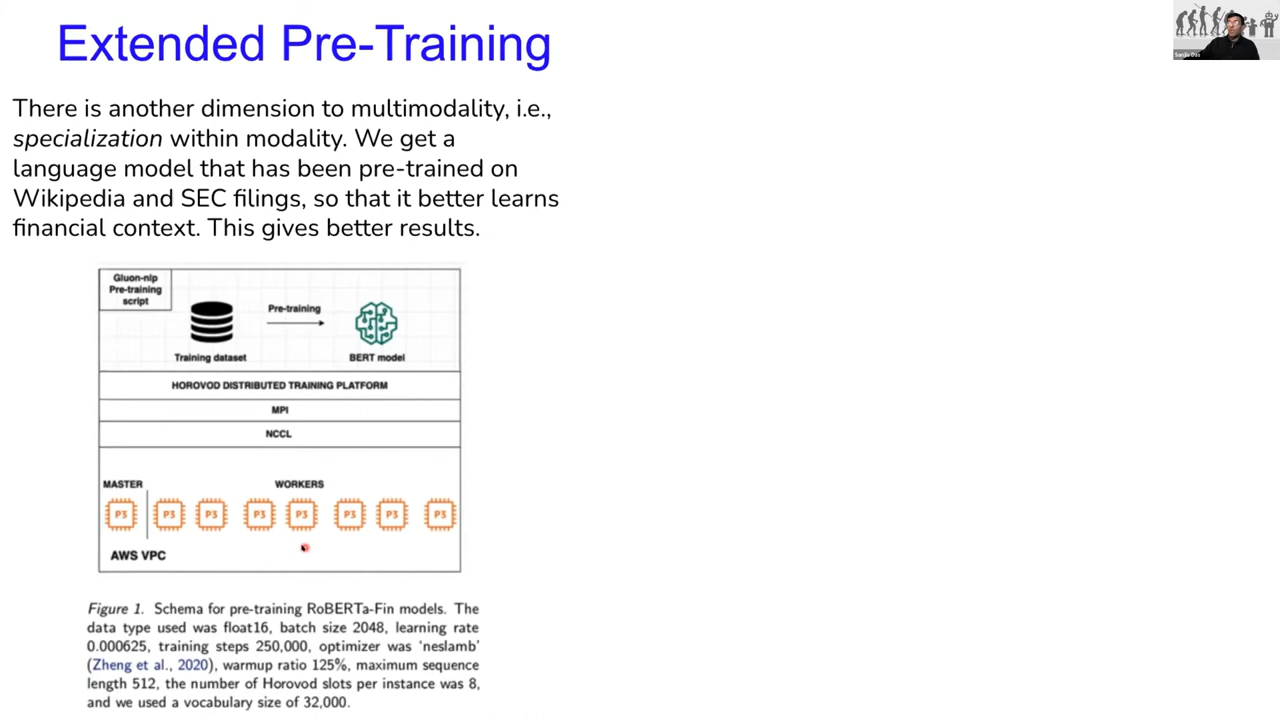 Extended Pre-Training
Sanjiv Das
There is another dimension to multimodality, i.e.,
specialization within modality. We get a
language model that has been pre-trained on
Wikipedia and SEC filings, so that it better learns
financial context. This gives better results.
Gluon-nlp
Pre-training
script
Pre-training
Training dataset
BERT model
HOROVOD DISTRIBUTED TRAINING PLATFORM
MPI
NCCL
MASTER
WORKERS
P3 P3 P3 P3 P3 P3 P3 P3
AWS VPC
Figure 1. Schema for pre-training RoBERTa-Fin models. The
data type used was float16, batch size 2048, learning rate
0.000625, training steps 250,000, optimizer was ‘neslamb’
(Zheng et al., 2020), warmup ratio 125%, maximum sequence
length 512, the number of Horovod slots per instance was 8,
and we used a vocabulary size of 32,000.